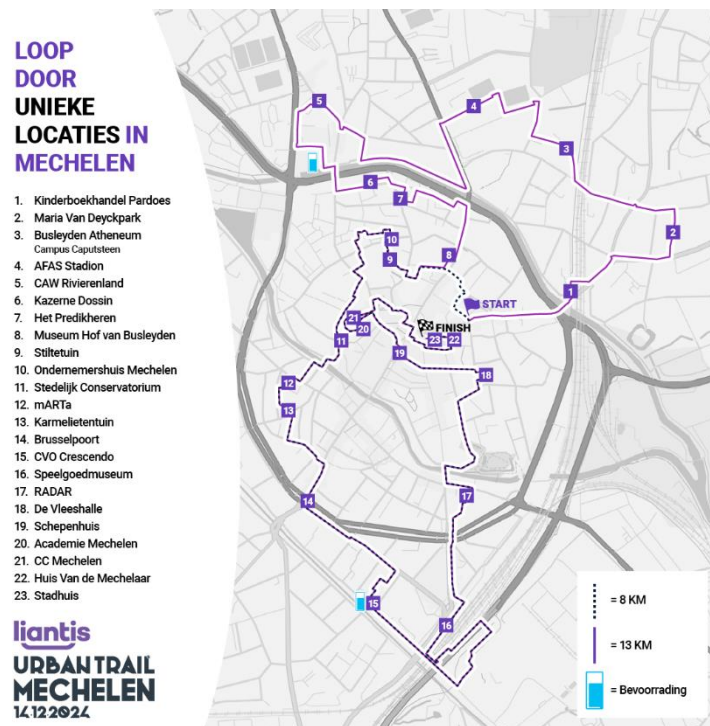 LOOP
DOOR
UNIEKE
LOCATIES IN
MECHELEN
1. Kinderboekhandel Pardoes
2. Maria Van Deyckpark
3. Busleyden Atheneum
Campus Caputsteen
4. AFAS Stadion
5. CAW Rivierenland
6. Kazerne Dossin
7. Het Predikheren
8. Museum Hof van Busleyden
9. Stiltetuin
10. Ondernemershuis Mechelen
11. Stedelijk Conservatorium
12. mARTa
13. Karmelietentuin
14. Brusselpoort
15. CVO Crescendo
16. Speelgoedmuseum
17. RADAR
18. De Vleeshalle
19. Schepenhuis
20. Academie Mechelen
21. CC Mechelen
22. Huis Van de Mechelaar
23. Stadhuis
liantis
URBAN TRAIL
MECHELEN
14.12.2024
5
4
3
6
7
2
10
9
8
1
START
21
20
FINISH
11
23
22
19
18
12
13
14
17
15
16
= 8 KM
= 13 KM
= Bevoorrading